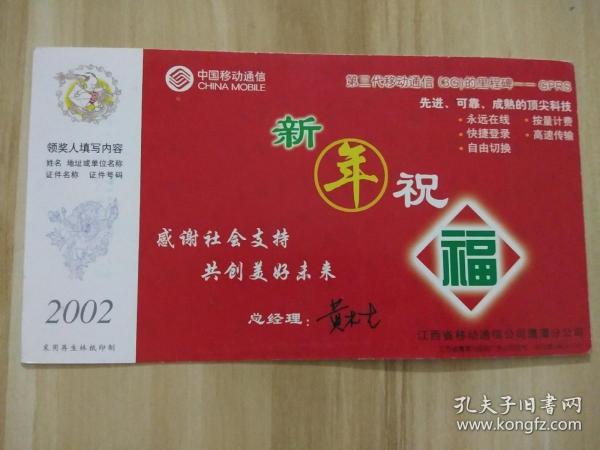 领奖人填写内容
姓名 地址或单位名称
证件名称 证件号码
2002
采用再生林纸印制
中国移动通信
CHINA MOBILE
第三代移动通信（3G)的里程碑——GPRS
先进、可靠、成熟的顶尖科技
·永远在线 ·按量计费
·快捷登录 ·高速传输
·自由切换
新年祝福
感谢社会支持
共创美好未来
总经理：
江西省移动通信公司鹰潭分公司
孔夫子旧书网
www.kongfz.com